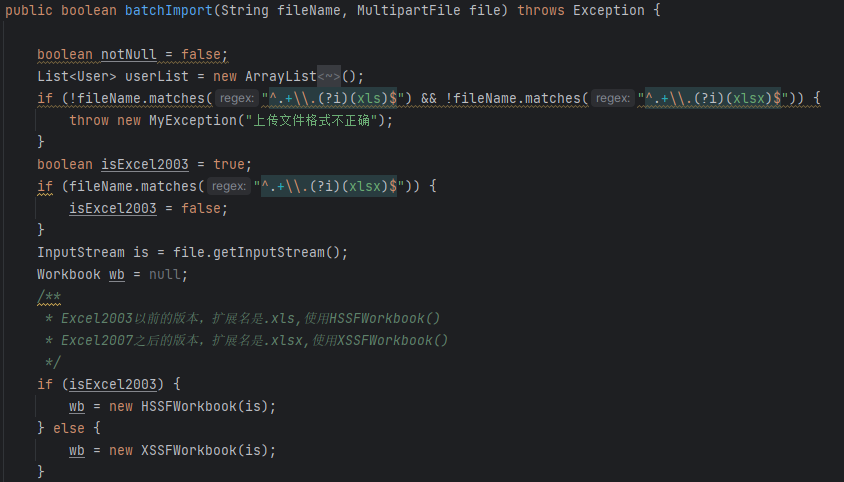 public boolean batchImport(String fileName, MultipartFile file) throws Exception {
boolean notNull = false;
List<User> userList = new ArrayList<~>();
if (!fileName.matches( regex: "^.+\\.(?i)(xls)$") && !fileName.matches( regex: "^.+\\.(?i)(xlsx)$")) {
throw new MyException("上传文件格式不正确");
}
boolean isExcel2003 = true;
if (fileName.matches( regex: "^.+\\.(?i)(xlsx)$")) {
isExcel2003 = false;
}
InputStream is = file.getInputStream();
Workbook wb = null;
/**
* Excel2003以前的版本，扩展名是.xls,使用HSSFWorkbook()
* Excel2007之后的版本，扩展名是.xlsx,使用XSSFWorkbook()
*/
if (isExcel2003) {
wb = new HSSFWorkbook(is);
} else {
wb = new XSSFWorkbook(is);
}